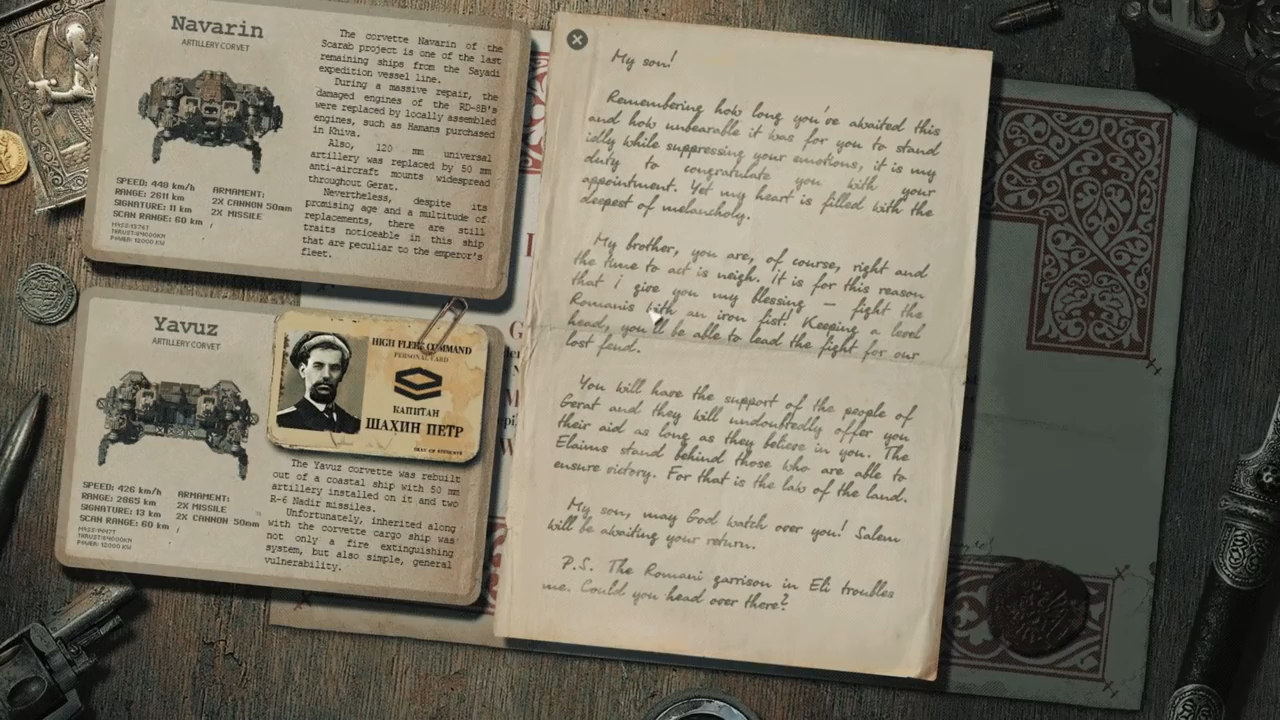 Navarin
ARTILLERY CORVET
SPEED: 448 km/h
RANGE: 2611 km
SIGNATURE: 11 km
SCAN RANGE: 60 km
ARMAMENT:
2X CANNON 50mm
2X MISSILE
The corvette Navarin of the
Scarab project is one of the last
remaining ships from the Sayadi
expedition vessel line.
During a massive repair, the
damaged engines of the RD-8B's
were replaced by locally assembled
engines, such as Hamans purchased
in Khiva.
Also, 120 mm universal
artillery was replaced by 50 mm
anti-aircraft mounts widespread
throughout Gerat.
Nevertheless, despite its
promising age and a multitude of
replacements, there are still
traits noticeable in this ship
that are peculiar to the emperor's
fleet.
Yavuz
ARTILLERY CORVET
SPEED: 426 km/h
RANGE: 2865 km
SIGNATURE: 13 km
SCAN RANGE: 60 km
ARMAMENT:
2X MISSILE
2X CANNON 50mm
HIGH FLEET COMMAND
PERSONAL CARD
КАПИТАН
ШАХИН ПЕТР
The Yavuz corvette was rebuilt
out of a coastal ship with 50 mm
artillery installed on it and two
R-6 Nadir missiles.
Unfortunately, inherited along
with the corvette cargo ship was
not only a fire extinguishing
system, but also simple, general
vulnerability.
My son!
Remembering how long you've awaited this
and how unbearable it was for you to stand
idly while suppressing your emotions, it is my
duty to congratulate you with your
appointment. Yet my heart is filled with the
deepest of melancholy.
My brother, you are, of course, right and
the time to act is neigh. It is for this reason
that I give you my blessing – fight the
Romanis with an iron fist! Keeping a level
head, you'll be able to lead the fight for our
lost feud.
You will have the support of the people of
Gerat and they will undoubtedly offer you
their aid as long as they believe in you. The
Elaims stand behind those who are able to
ensure victory. For that is the law of the land.
My son, may God watch over you! Salem
will be awaiting your return.
P.S. The Romani garrison in Eli troubles
me. Could you head over there?